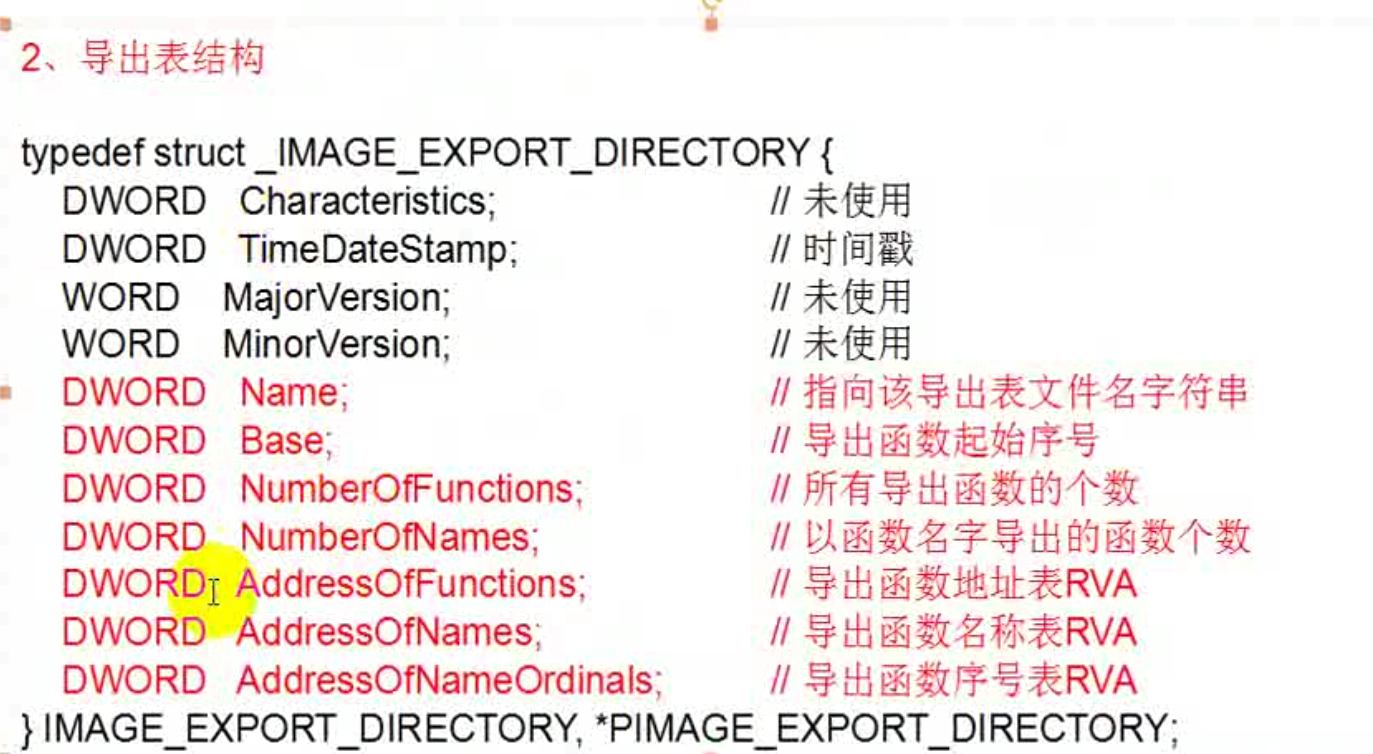 2、导出表结构
typedef struct _IMAGE_EXPORT_DIRECTORY {
DWORD Characteristics; // 未使用
DWORD TimeDateStamp; // 时间戳
WORD MajorVersion; // 未使用
WORD MinorVersion; // 未使用
DWORD Name; // 指向该导出表文件名字符串
DWORD Base; // 导出函数起始序号
DWORD NumberOfFunctions; // 所有导出函数的个数
DWORD NumberOfNames; // 以函数名字导出的函数个数
DWORD AddressOfFunctions; // 导出函数地址表RVA
DWORD AddressOfNames; // 导出函数名称表RVA
DWORD AddressOfNameOrdinals; // 导出函数序号表RVA
} IMAGE_EXPORT_DIRECTORY, *PIMAGE_EXPORT_DIRECTORY;